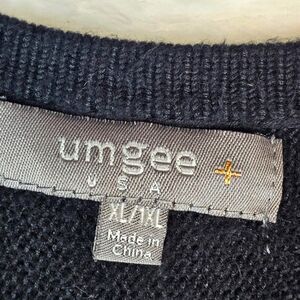 umgee +
USA
XL/1XL
Made in
China